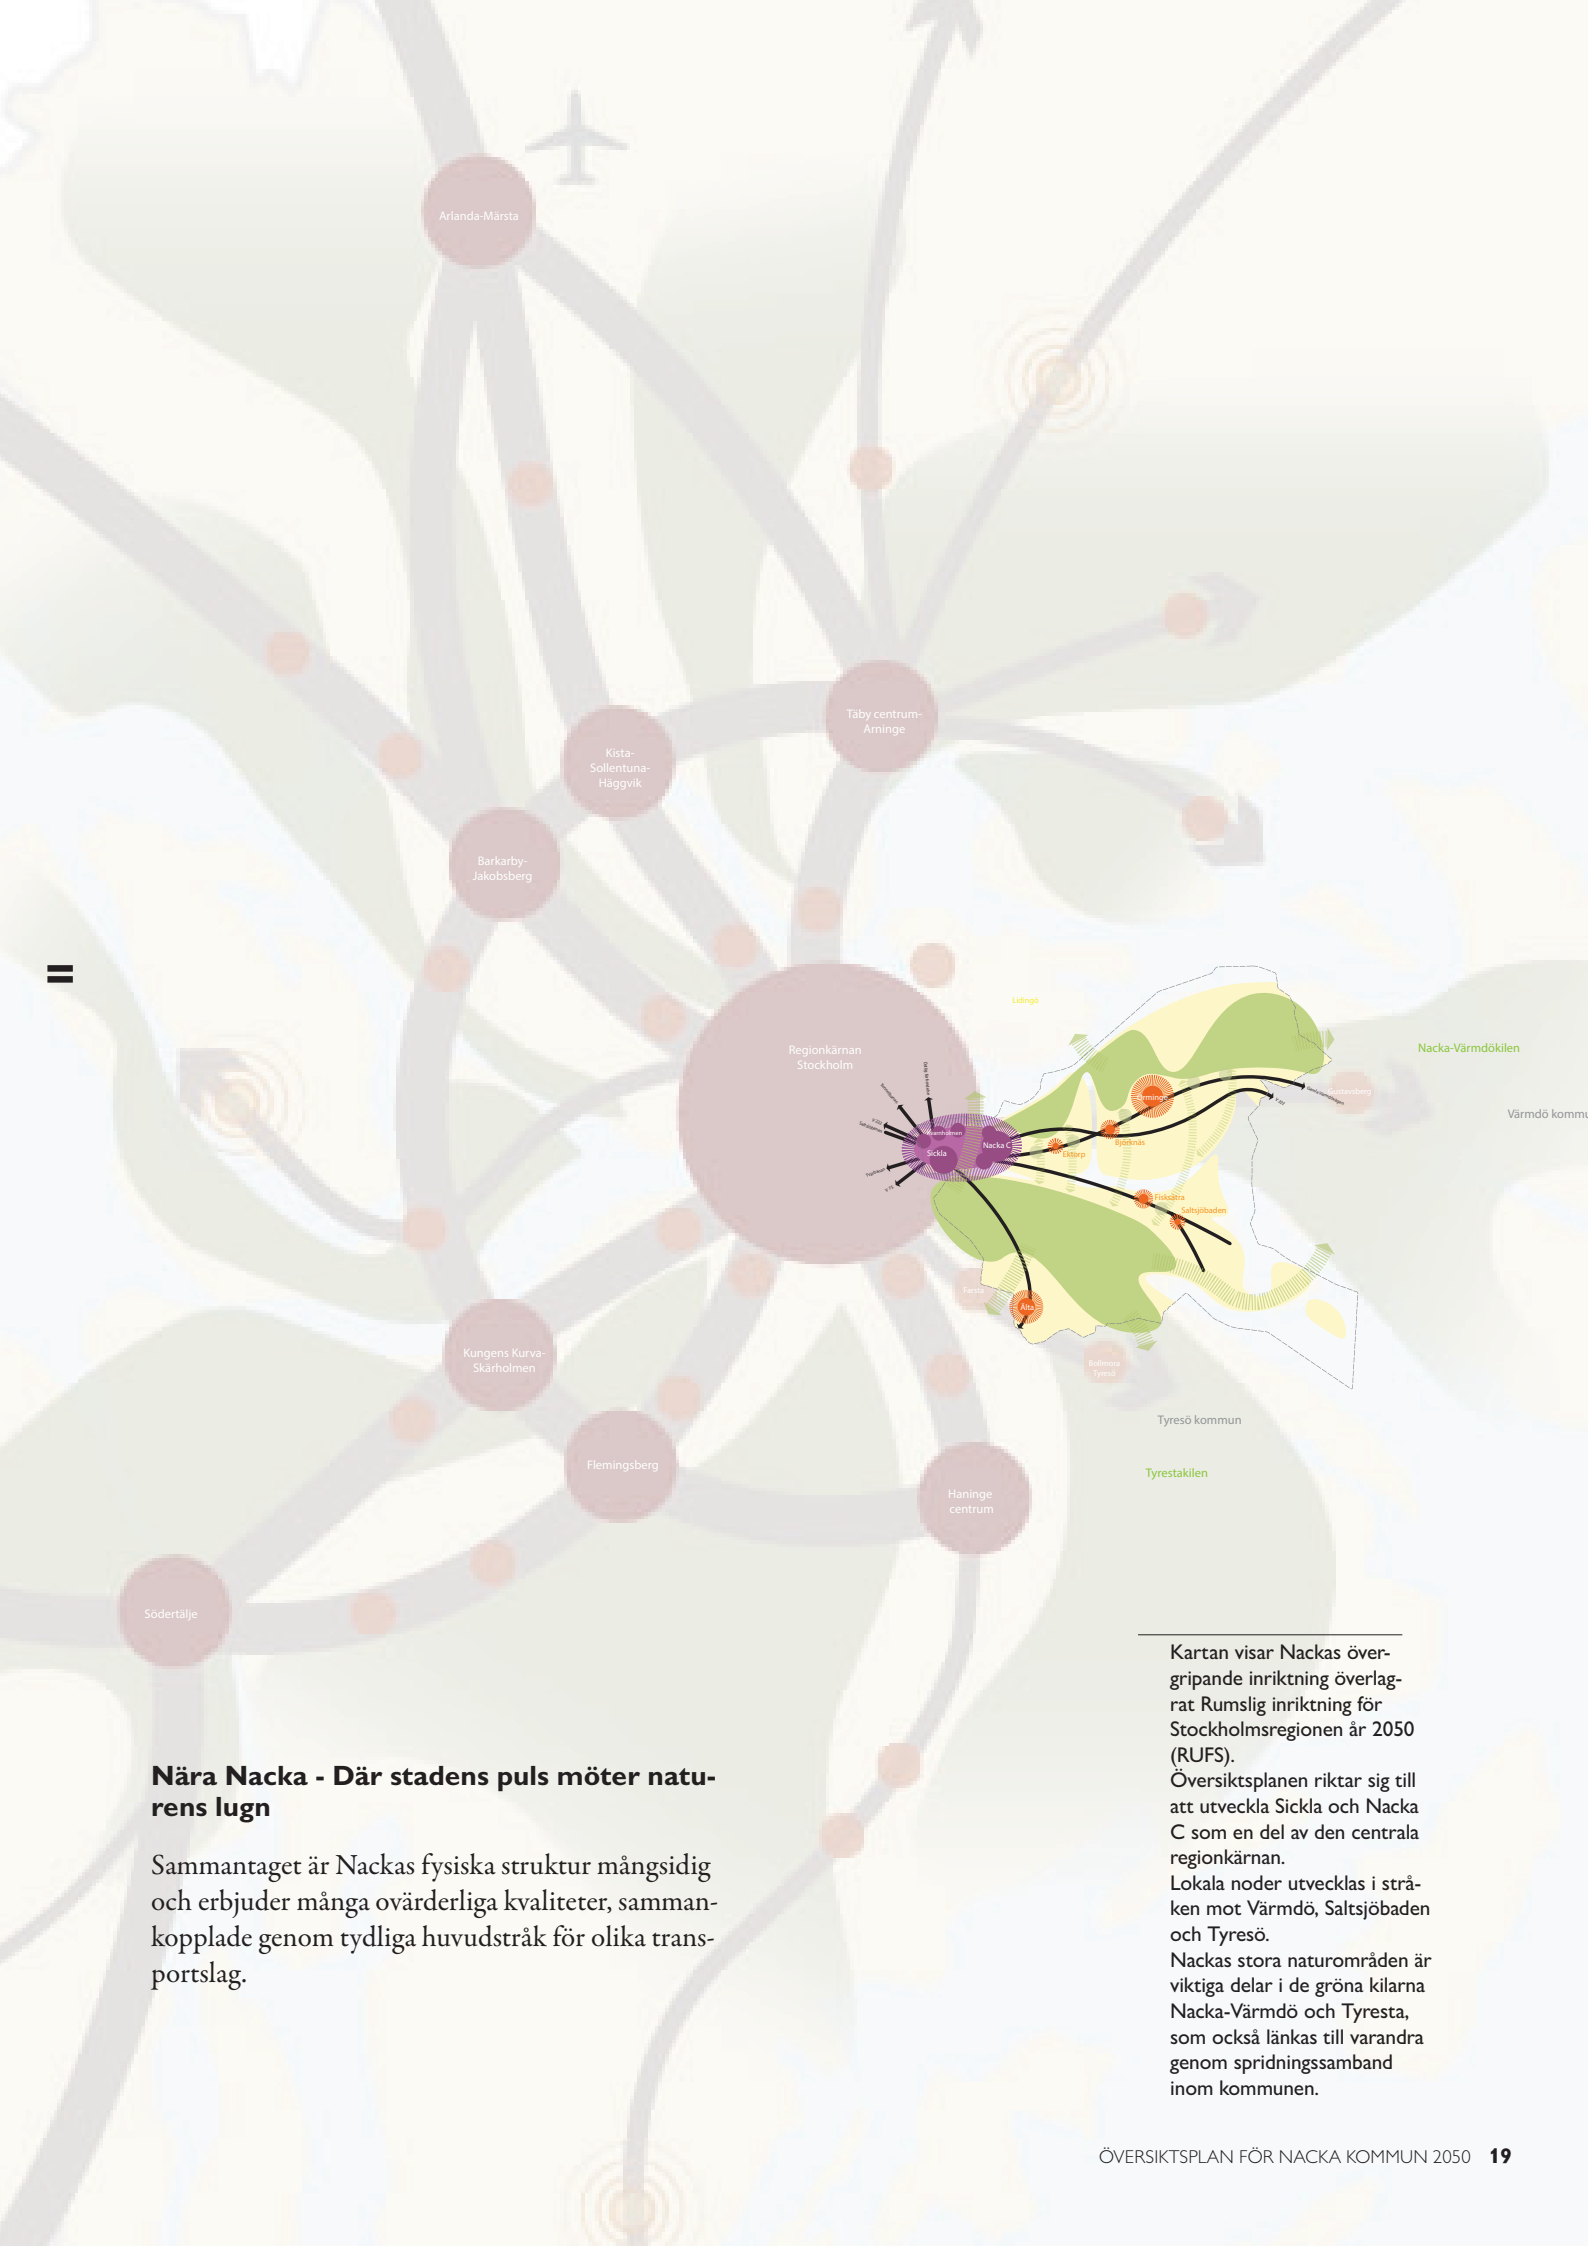 Arlanda-Märsta
Täby centrum-
Arninge
Kista-
Sollentuna-
Häggvik
Barkarby-
Jakobsberg
Regionkärnan
Stockholm
Lidingö
Nacka-Värmdökilen
Gustavsberg
Värmdö kommu
Orminge
Kvarnholmen
Nacka C
Sickla
Björknäs
Ektorp
Fisksätra
Saltsjöbaden
Farsta
Älta
Bollmora
Tyresö
Kungens Kurva-
Skärholmen
Tyresö kommun
Flemingsberg
Tyrestakilen
Haninge
centrum
Södertälje
Nära Nacka - Där stadens puls möter natu-
rens lugn
Sammantaget är Nackas fysiska struktur mångsidig
och erbjuder många ovärderliga kvaliteter, samman-
kopplade genom tydliga huvudstråk för olika trans-
portslag.
Kartan visar Nackas över-
gripande inriktning överlag-
rat Rumslig inriktning för
Stockholmsregionen år 2050
(RUFS).
Översiktsplanen riktar sig till
att utveckla Sickla och Nacka
C som en del av den centrala
regionkärnan.
Lokala noder utvecklas i strå-
ken mot Värmdö, Saltsjöbaden
och Tyresö.
Nackas stora naturområden är
viktiga delar i de gröna kilarna
Nacka-Värmdö och Tyresta,
som också länkas till varandra
genom spridningssamband
inom kommunen.
ÖVERSIKTSPLAN FÖR NACKA KOMMUN 2050 19